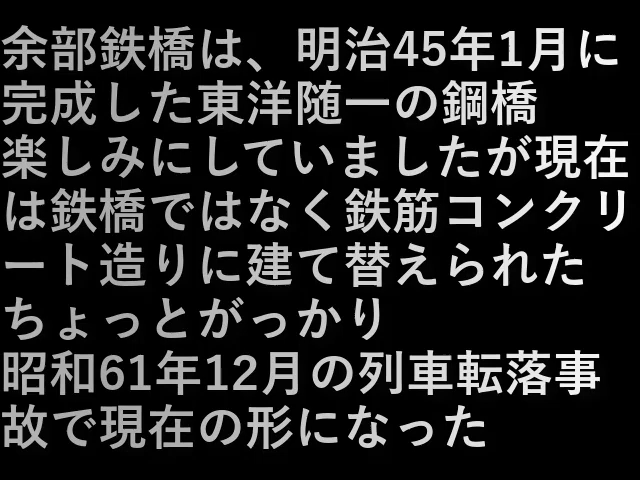 余部鉄橋は、明治45年1月に
完成した東洋随一の鋼橋
楽しみにしていましたが現在
は鉄橋ではなく鉄筋コンクリ
ート造りに建て替えられた
ちょっとがっかり
昭和61年12月の列車転落事
故で現在の形になった